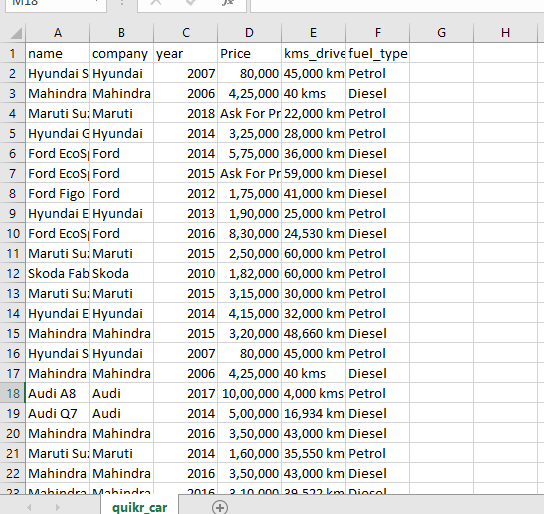 M18 fx
A B C D E F G H
1 name company year Price kms_drive fuel_type
2 Hyundai S Hyundai 2007 80,000 45,000 km Petrol
3 Mahindra Mahindra 2006 4,25,000 40 kms Diesel
4 Maruti Suz Maruti 2018 Ask For Pr 22,000 km Petrol
5 Hyundai G Hyundai 2014 3,25,000 28,000 km Petrol
6 Ford EcoSp Ford 2014 5,75,000 36,000 km Diesel
7 Ford EcoSp Ford 2015 Ask For Pr 59,000 km Diesel
8 Ford Figo Ford 2012 1,75,000 41,000 km Diesel
9 Hyundai E Hyundai 2013 1,90,000 25,000 km Petrol
10 Ford EcoSp Ford 2016 8,30,000 24,530 km Diesel
11 Maruti Suz Maruti 2015 2,50,000 60,000 km Petrol
12 Skoda Fab Skoda 2010 1,82,000 60,000 km Petrol
13 Maruti Suz Maruti 2015 3,15,000 30,000 km Petrol
14 Hyundai E Hyundai 2014 4,15,000 32,000 km Petrol
15 Mahindra Mahindra 2015 3,20,000 48,660 km Diesel
16 Hyundai S Hyundai 2007 80,000 45,000 km Petrol
17 Mahindra Mahindra 2006 4,25,000 40 kms Diesel
18 Audi A8 Audi 2017 10,00,000 4,000 kms Petrol
19 Audi Q7 Audi 2014 5,00,000 16,934 km Diesel
20 Mahindra Mahindra 2016 3,50,000 43,000 km Diesel
21 Maruti Suz Maruti 2014 1,60,000 35,550 km Petrol
22 Mahindra Mahindra 2016 3,50,000 43,000 km Diesel
23 Mahindra Mahindra 2016 3,10,000 39,522 km Diesel
quikr_car